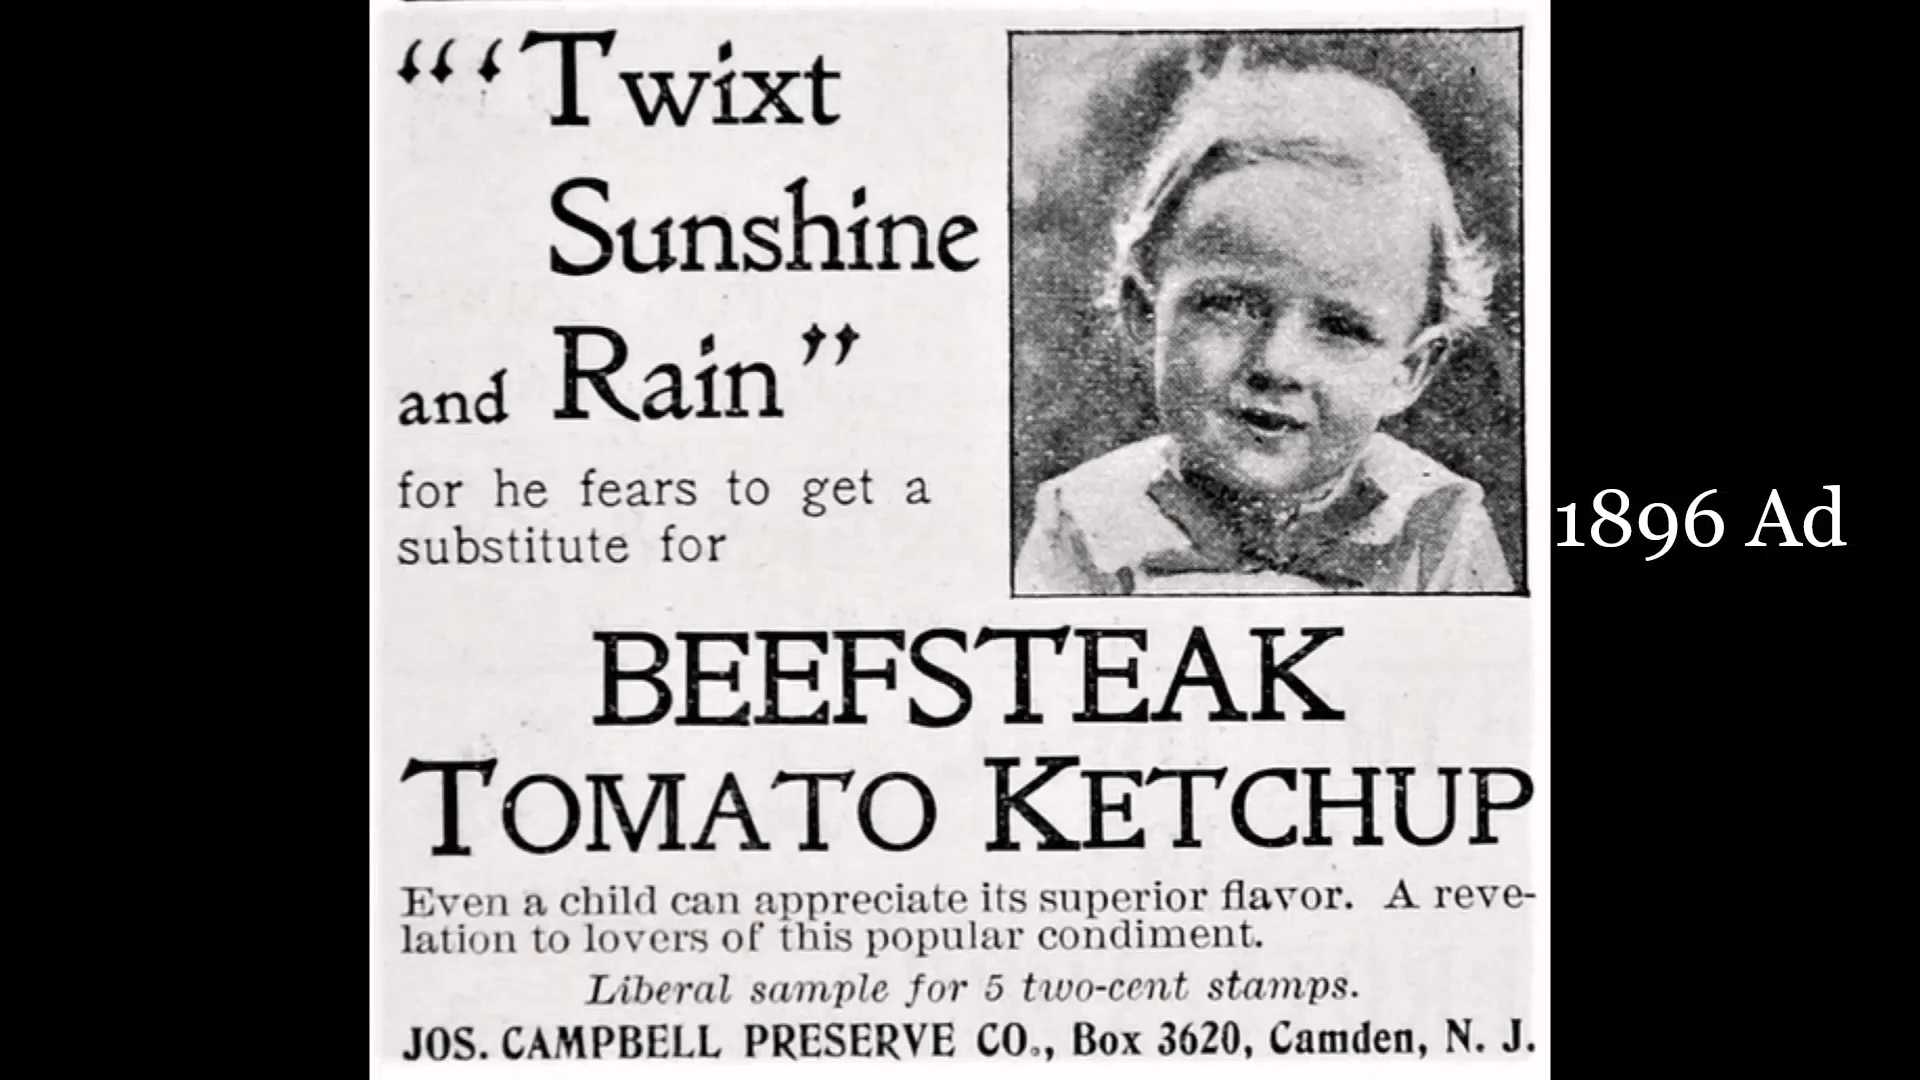 “‘Twixt
Sunshine
and Rain”
for he fears to get a
substitute for
BEEFSTEAK
TOMATO KETCHUP
Even a child can appreciate its superior flavor. A reve-
lation to lovers of this popular condiment.
Liberal sample for 5 two-cent stamps.
JOS. CAMPBELL PRESERVE CO., Box 3620, Camden, N. J.
1896 Ad